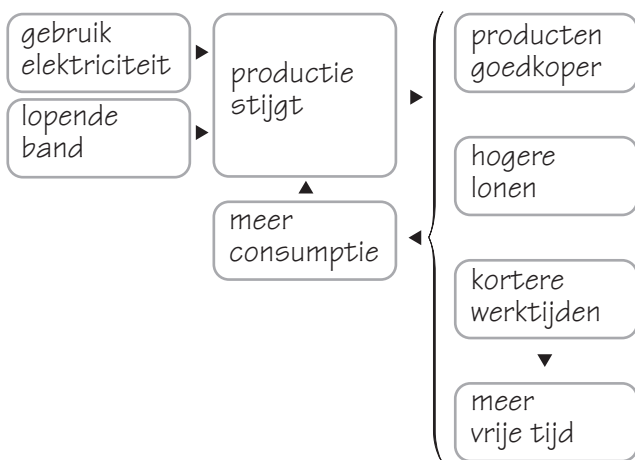 gebruik
elektriciteit
lopende
band
productie
stijgt
meer
consumptie
producten
goedkoper
hogere
lonen
kortere
werktijden
meer
vrije tijd